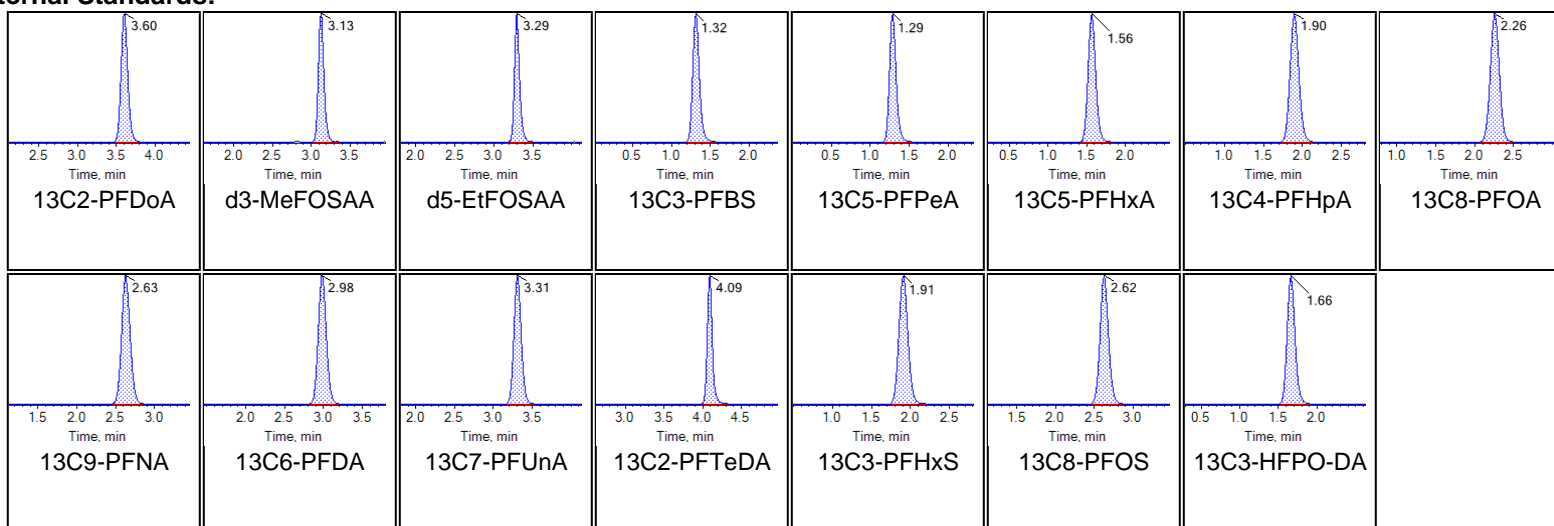 ternal Standards:
3.60 3.13 3.29 1.32 1.29 1.56 1.90 2.26
2.5 3.0 3.5 4.0 2.0 2.5 3.0 3.5 2.0 2.5 3.0 3.5 0.5 1.0 1.5 2.0 0.5 1.0 1.5 2.0 0.5 1.0 1.5 2.0 1.0 1.5 2.0 2.5 1.0 1.5 2.0 2.5
Time, min Time, min Time, min Time, min Time, min Time, min Time, min Time, min
13C2-PFDoA d3-MeFOSAA d5-EtFOSAA 13C3-PFBS 13C5-PFPeA 13C5-PFHxA 13C4-PFHpA 13C8-PFOA
2.63 2.98 3.31 4.09 1.91 2.62 1.66
1.5 2.0 2.5 3.0 2.0 2.5 3.0 3.5 2.0 2.5 3.0 3.5 3.0 3.5 4.0 4.5 1.0 1.5 2.0 2.5 1.5 2.0 2.5 3.0 0.5 1.0 1.5 2.0
Time, min Time, min Time, min Time, min Time, min Time, min Time, min
13C9-PFNA 13C6-PFDA 13C7-PFUnA 13C2-PFTeDA 13C3-PFHxS 13C8-PFOS 13C3-HFPO-DA